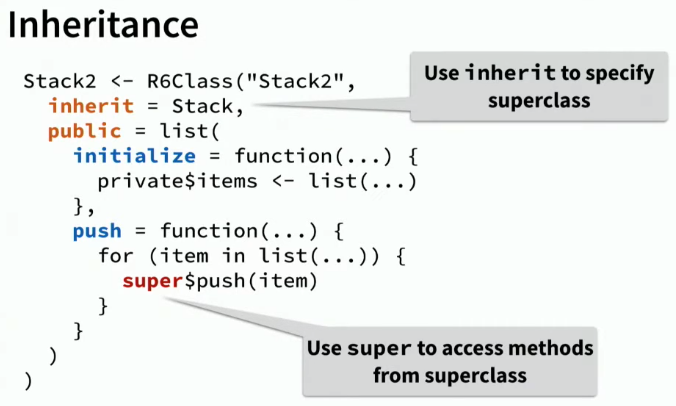 Inheritance
Stack2 <- R6Class("Stack2",
  inherit = Stack,
  public = list(
    initialize = function(...) {
      private$items <- list(...)
    },
    push = function(...) {
      for (item in list(...)) {
        super$push(item)
      }
    }
  )
)
Use inherit to specify
superclass
Use super to access methods
from superclass